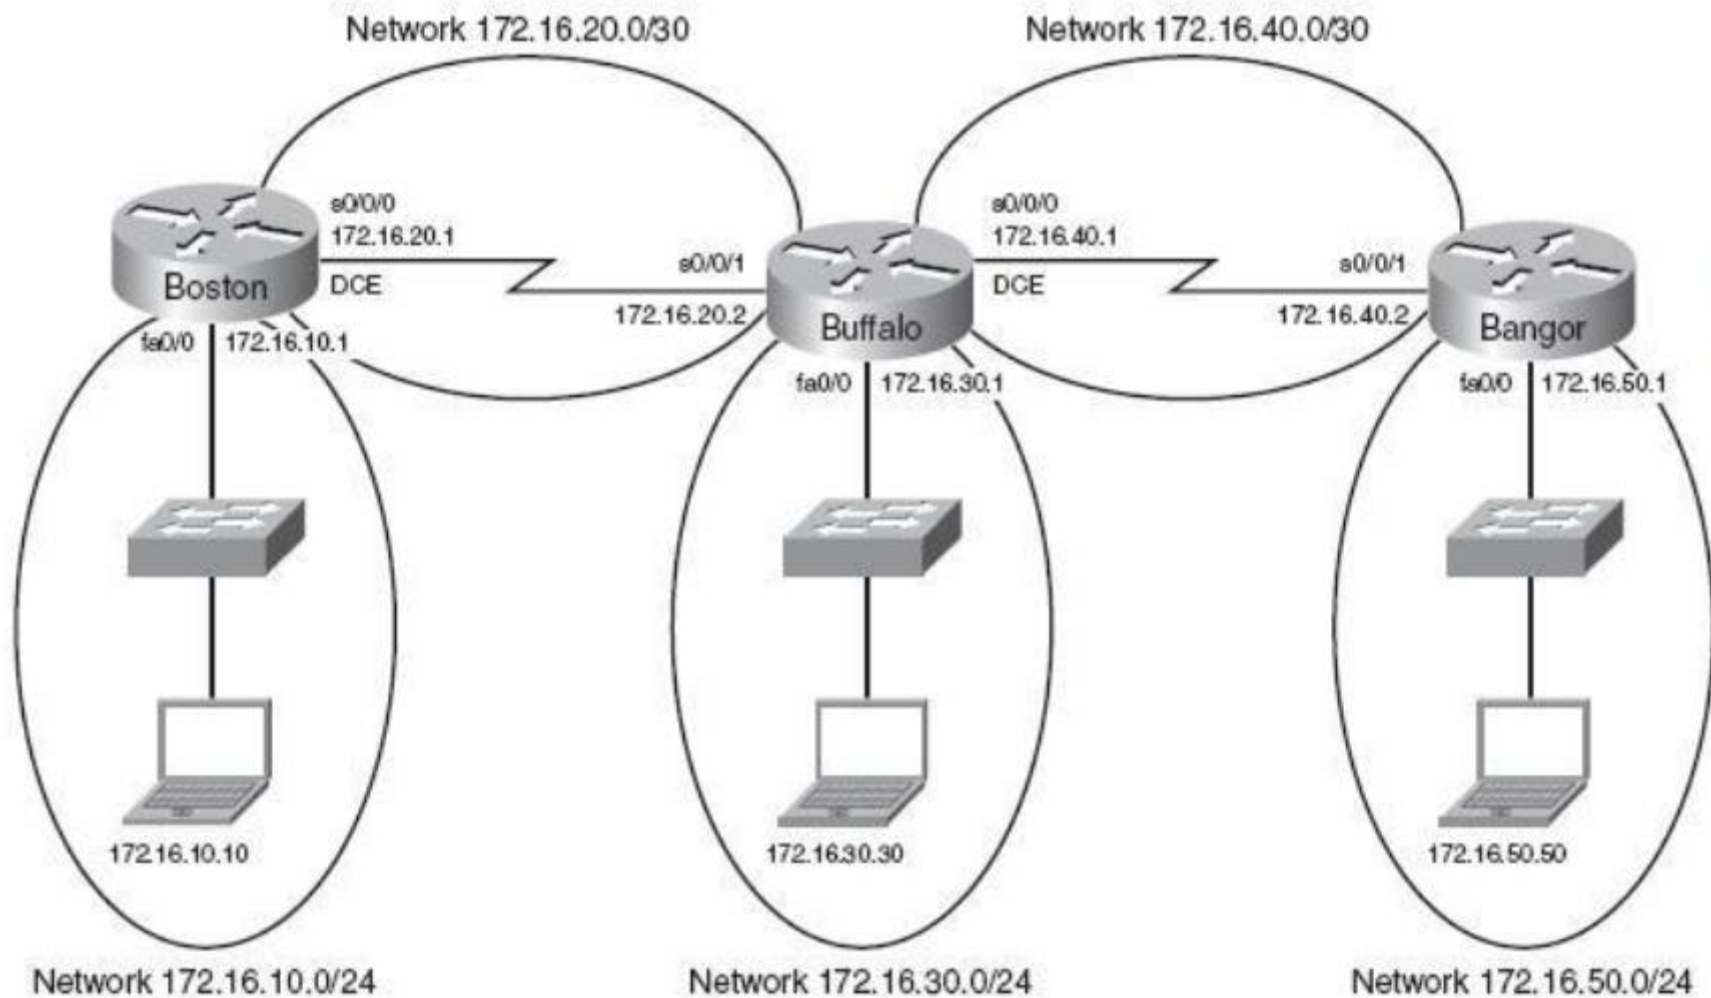 Network 172.16.20.0/30
Network 172.16.40.0/30
s0/0/0
172.16.20.1
DCE
s0/0/1
172.16.20.2
s0/0/0
172.16.40.1
DCE
s0/0/1
172.16.40.2
Boston
Buffalo
Bangor
fa0/0
172.16.10.1
fa0/0
172.16.30.1
fa0/0
172.16.50.1
172.16.10.10
172.16.30.30
172.16.50.50
Network 172.16.10.0/24
Network 172.16.30.0/24
Network 172.16.50.0/24